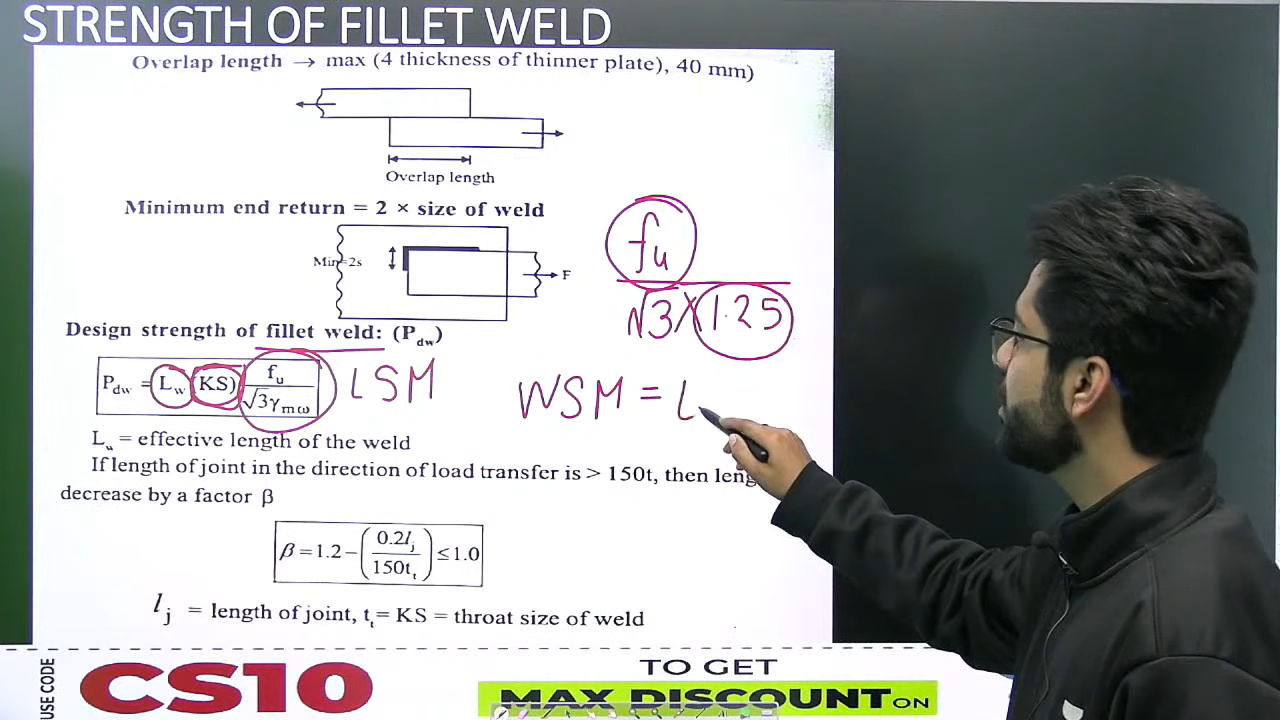 STRENGTH OF FILLET WELD
Overlap length → max (4 thickness of thinner plate), 40 mm)
Overlap length
Minimum end return = 2 × size of weld
Min=2s
F
fu
√3×1.25
Design strength of fillet weld: (Pdw)
Pdw = Lw (KS) fu/√3γmω
LSM
WSM = L
Lw = effective length of the weld
If length of joint in the direction of load transfer is > 150t, then leng
decrease by a factor β
β = 1.2 − (0.2lj/150tt) ≤ 1.0
lj = length of joint, tt = KS = throat size of weld
USE CODE
CS10
TO GET
MAX DISCOUNT ON